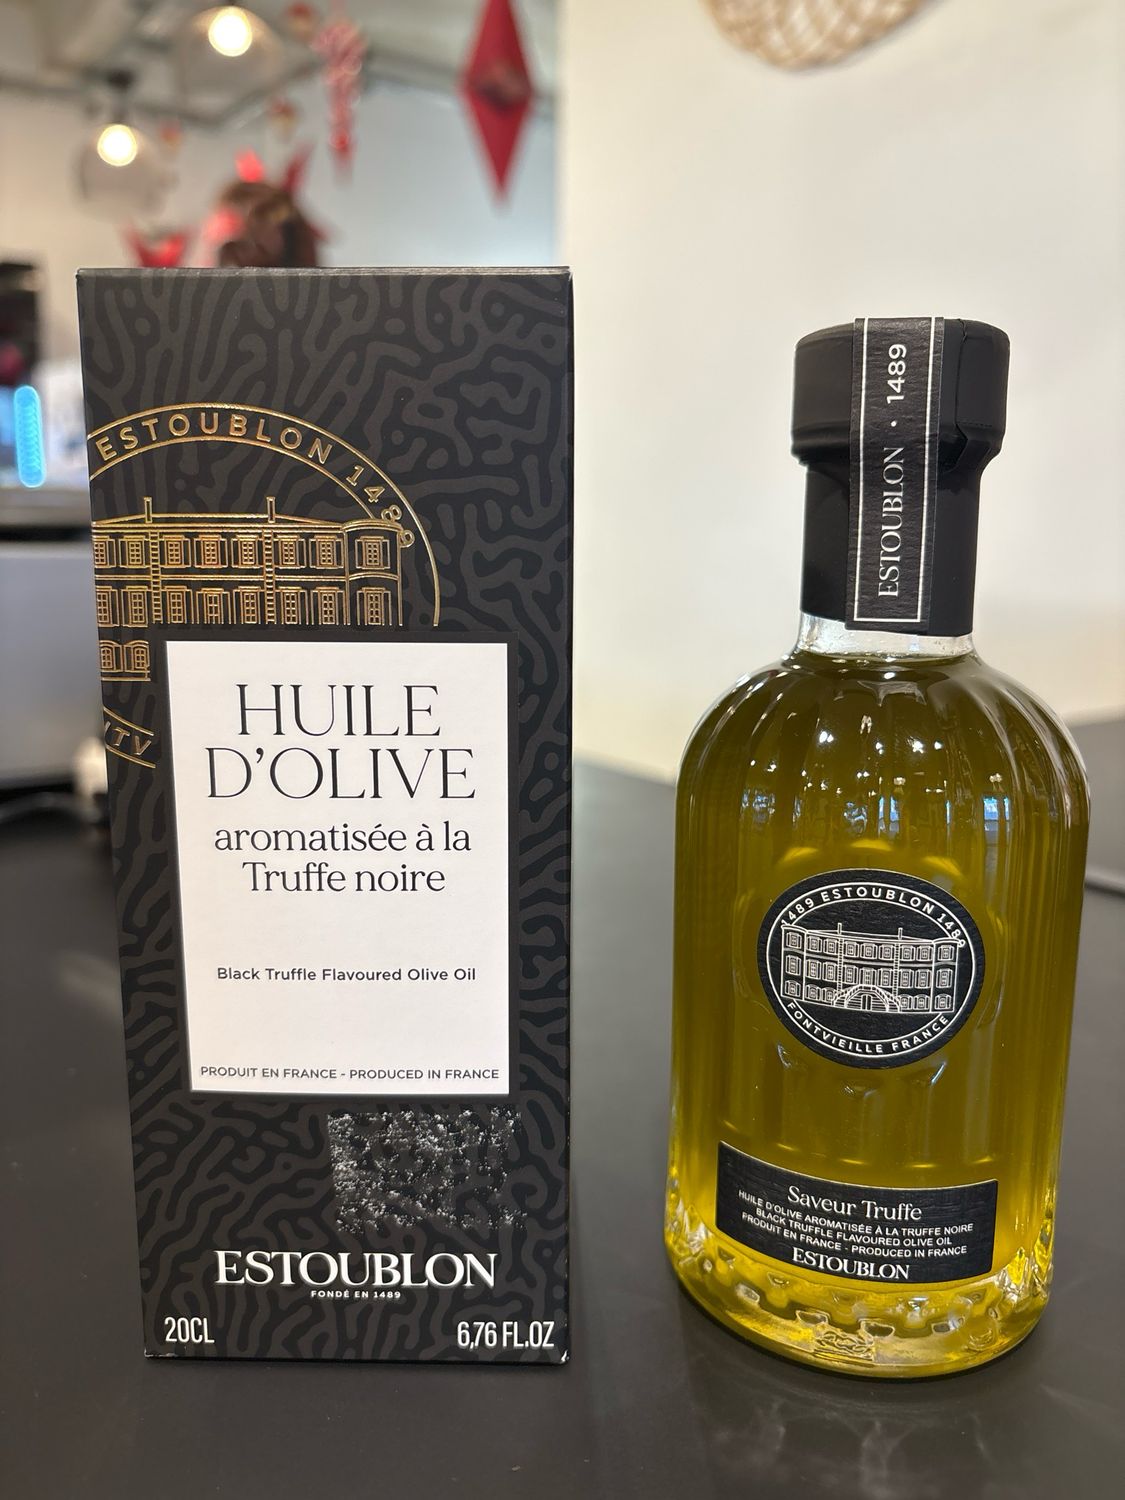 ESTOUBLON 1489
HUILE
D'OLIVE
aromatisée à la
Truffe noire
Black Truffle Flavoured Olive Oil
PRODUIT EN FRANCE - PRODUCED IN FRANCE
ESTOUBLON
FONDÉ EN 1489
20CL
6,76 FL.OZ
ESTOUBLON · 1489
1489 ESTOUBLON 1489
FONTVIEILLE FRANCE
Saveur Truffe
HUILE D'OLIVE AROMATISÉE À LA TRUFFE NOIRE
BLACK TRUFFLE FLAVOURED OLIVE OIL
PRODUIT EN FRANCE - PRODUCED IN FRANCE
ESTOUBLON